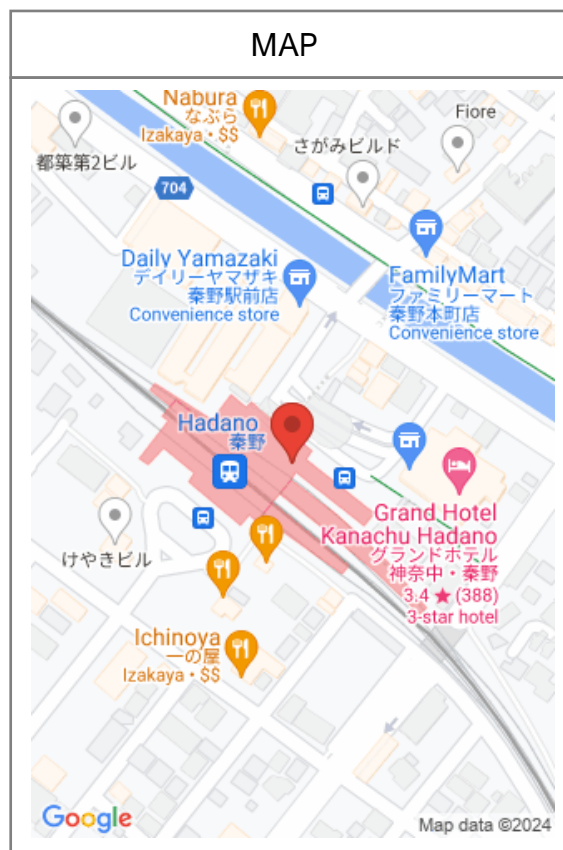 MAP
Nabura
なぶら
Izakaya • $$
Fiore
さがみビルド
都築第2ビル
704
Daily Yamazaki
デイリーヤマザキ
秦野駅前店
Convenience store
FamilyMart
ファミリーマート
秦野本町店
Convenience store
Hadano
秦野
Grand Hotel
Kanachu Hadano
グランドホテル
神奈中・秦野
3.4 ★ (388)
3-star hotel
けやきビル
Ichinoya
一の屋
Izakaya • $$
Google
Map data ©2024